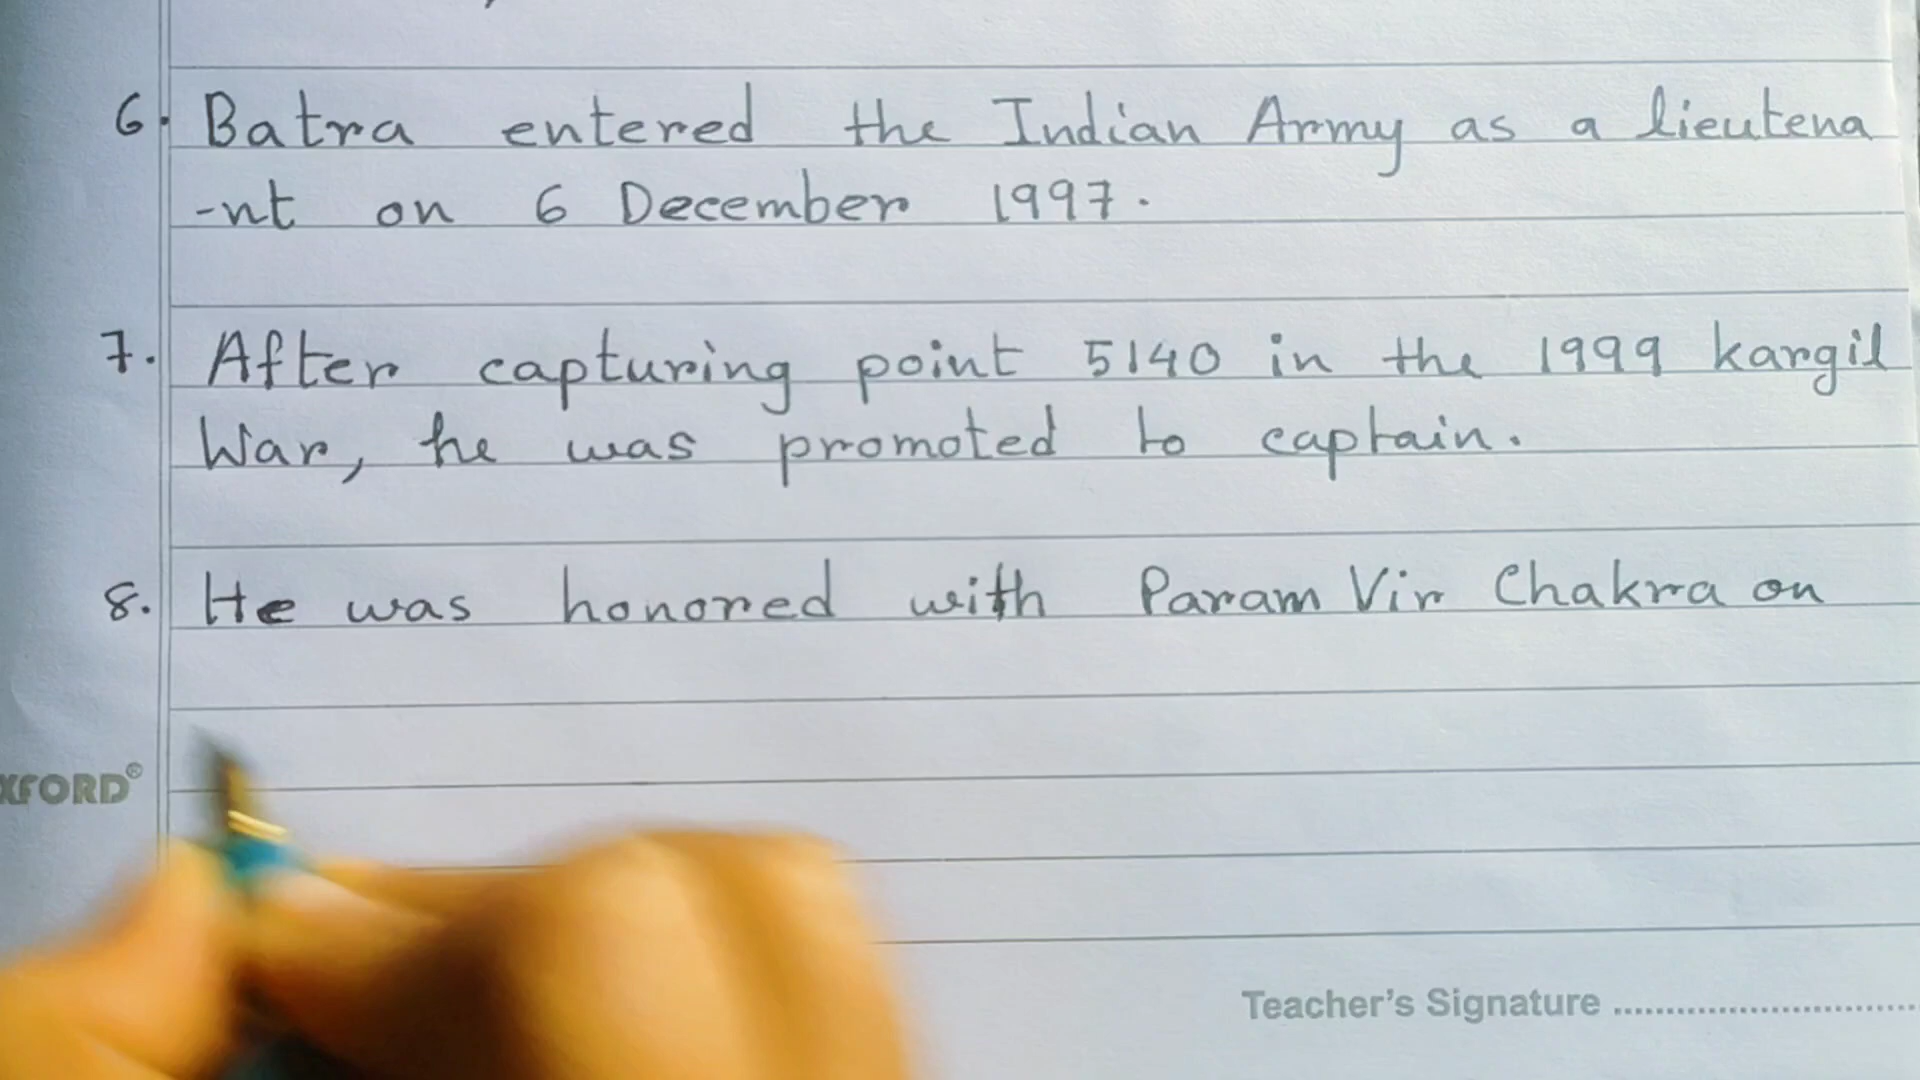 6. Batra entered the Indian Army as a lieutena
-nt on 6 December 1997.
7. After capturing point 5140 in the 1999 kargil
War, he was promoted to captain.
8. He was honored with Param Vir Chakra on
XFORD®
Teacher's Signature ..............................